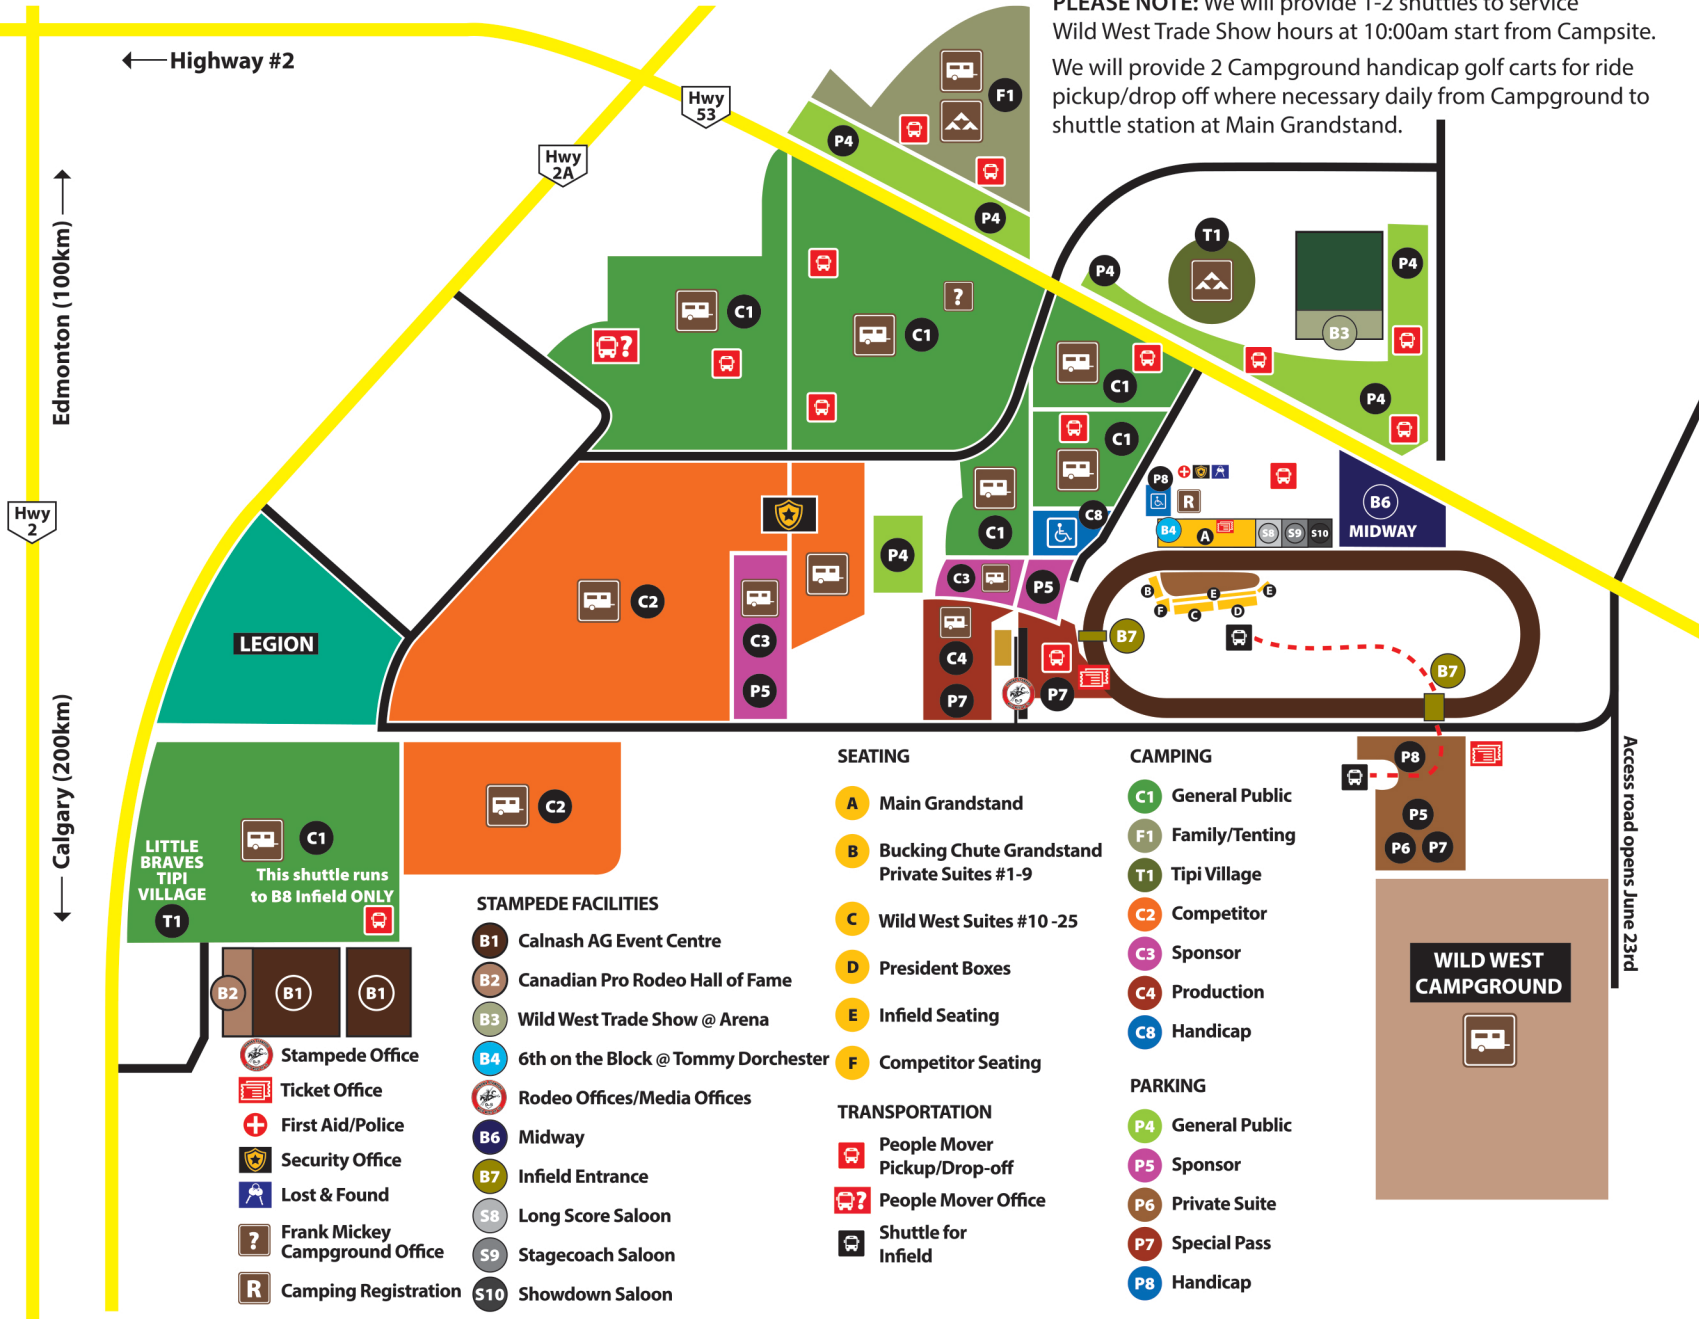 PLEASE NOTE: We will provide 1-2 shuttles to service
Wild West Trade Show hours at 10:00am start from Campsite.
We will provide 2 Campground handicap golf carts for ride
pickup/drop off where necessary daily from Campground to
shuttle station at Main Grandstand.
Highway #2
Hwy
53
Hwy
2A
Hwy
2
Edmonton (100km)
Calgary (200km)
F1
P4
P4
T1
P4
P4
B3
P4
C1
?
C1
?
C1
C1
C1
C8
P8
R
B4
A
S8
S9
S10
B6
MIDWAY
C2
P4
C3
P5
C3
P5
C4
P7
P7
B7
B
F
C
E
D
E
B7
LEGION
P8
P5
P6
P7
Access road opens June 23rd
WILD WEST
CAMPGROUND
C2
C1
LITTLE
BRAVES
TIPI
VILLAGE
T1
This shuttle runs
to B8 Infield ONLY
B2
B1
B1
Stampede Office
Ticket Office
First Aid/Police
Security Office
Lost & Found
? Frank Mickey
Campground Office
R Camping Registration
STAMPEDE FACILITIES
B1 Calnash AG Event Centre
B2 Canadian Pro Rodeo Hall of Fame
B3 Wild West Trade Show @ Arena
B4 6th on the Block @ Tommy Dorchester
Rodeo Offices/Media Offices
B6 Midway
B7 Infield Entrance
S8 Long Score Saloon
S9 Stagecoach Saloon
S10 Showdown Saloon
SEATING
A Main Grandstand
B Bucking Chute Grandstand
Private Suites #1-9
C Wild West Suites #10 -25
D President Boxes
E Infield Seating
F Competitor Seating
TRANSPORTATION
People Mover
Pickup/Drop-off
? People Mover Office
Shuttle for
Infield
CAMPING
C1 General Public
F1 Family/Tenting
T1 Tipi Village
C2 Competitor
C3 Sponsor
C4 Production
C8 Handicap
PARKING
P4 General Public
P5 Sponsor
P6 Private Suite
P7 Special Pass
P8 Handicap